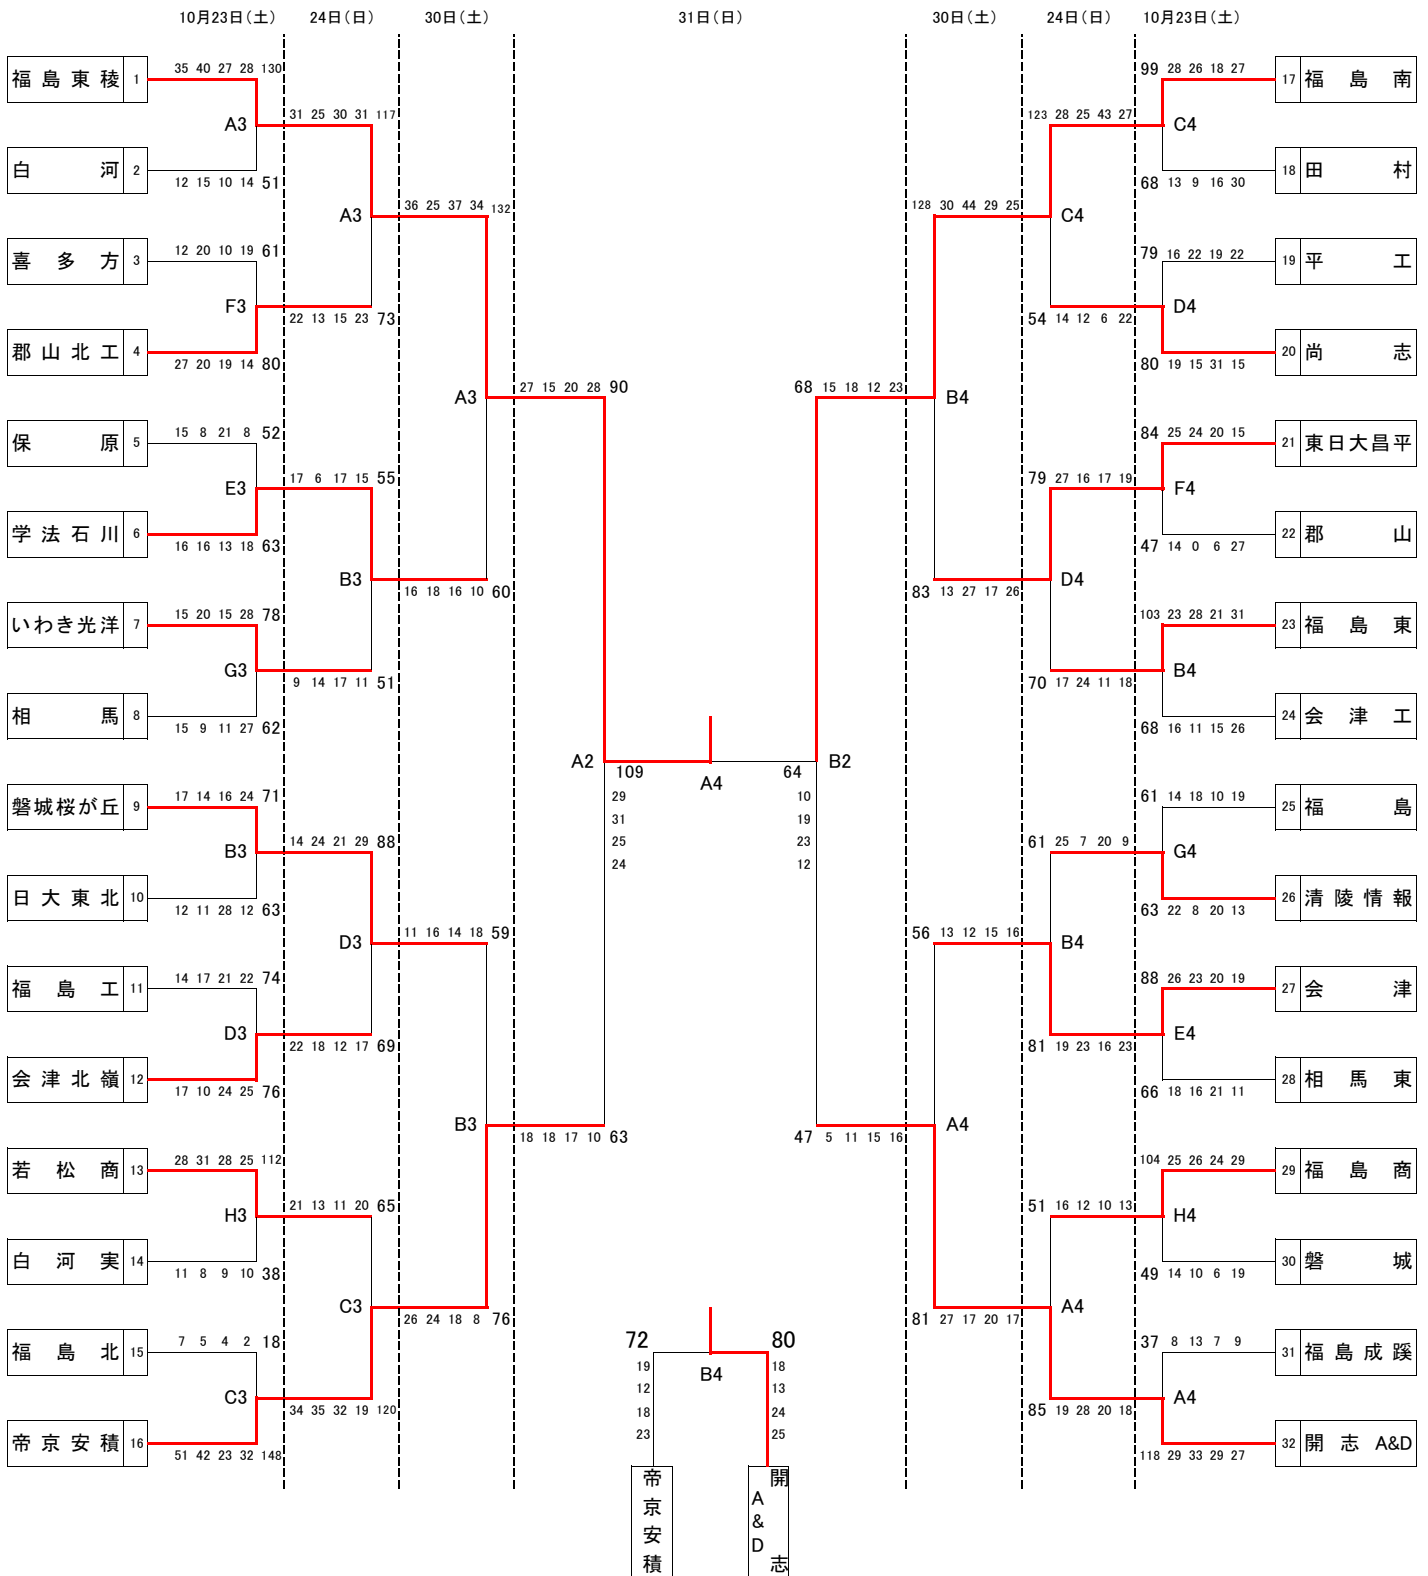 10月23日（土） 24日（日） 30日（土） 31日（日） 30日（土） 24日（日） 10月23日（土）
福島東稜 1 35 40 27 28 130 99 28 26 18 27 17 福島南
A3 31 25 30 31 117 123 28 25 43 27 C4
白河 2 12 15 10 14 51 68 13 9 16 30 18 田村
A3 36 25 37 34 132 128 30 44 29 25 C4
喜多方 3 12 20 10 19 61 79 16 22 19 22 19 平工
F3 22 13 15 23 73 54 14 12 6 22 D4
郡山北工 4 27 20 19 14 80 80 19 15 31 15 20 尚志
A3 27 15 20 28 90 68 15 18 12 23 B4
保原 5 15 8 21 8 52 84 25 24 20 15 21 東日大昌平
E3 17 6 17 15 55 79 27 16 17 19 F4
学法石川 6 16 16 13 18 63 47 14 0 6 27 22 郡山
B3 16 18 16 10 60 83 13 27 17 26 D4
いわき光洋 7 15 20 15 28 78 103 23 28 21 31 23 福島東
G3 9 14 17 11 51 70 17 24 11 18 B4
相馬 8 15 9 11 27 62 68 16 11 15 26 24 会津工
A2 109 A4 64 B2
29 10
31 19
25 23
24 12
磐城桜が丘 9 17 14 16 24 71 61 14 18 10 19 25 福島
B3 14 24 21 29 88 61 25 7 20 9 G4
日大東北 10 12 11 28 12 63 63 22 8 20 13 26 清陵情報
D3 11 16 14 18 59 56 13 12 15 16 B4
福島工 11 14 17 21 22 74 88 26 23 20 19 27 会津
D3 22 18 12 17 69 81 19 23 16 23 E4
会津北嶺 12 17 10 24 25 76 66 18 16 21 11 28 相馬東
B3 18 18 17 10 63 47 5 11 15 16 A4
若松商 13 28 31 28 25 112 104 25 26 24 29 29 福島商
H3 21 13 11 20 65 51 16 12 10 13 H4
白河実 14 11 8 9 10 38 49 14 10 6 19 30 磐城
C3 26 24 18 8 76 81 27 17 20 17 A4
福島北 15 7 5 4 2 18 37 8 13 7 9 31 福島成蹊
C3 34 35 32 19 120 85 19 28 20 18 A4
帝京安積 16 51 42 23 32 148 118 29 33 29 27 32 開志 A&D
72 B4 80
19 18
12 13
18 24
23 25
帝京安積 開志A&D